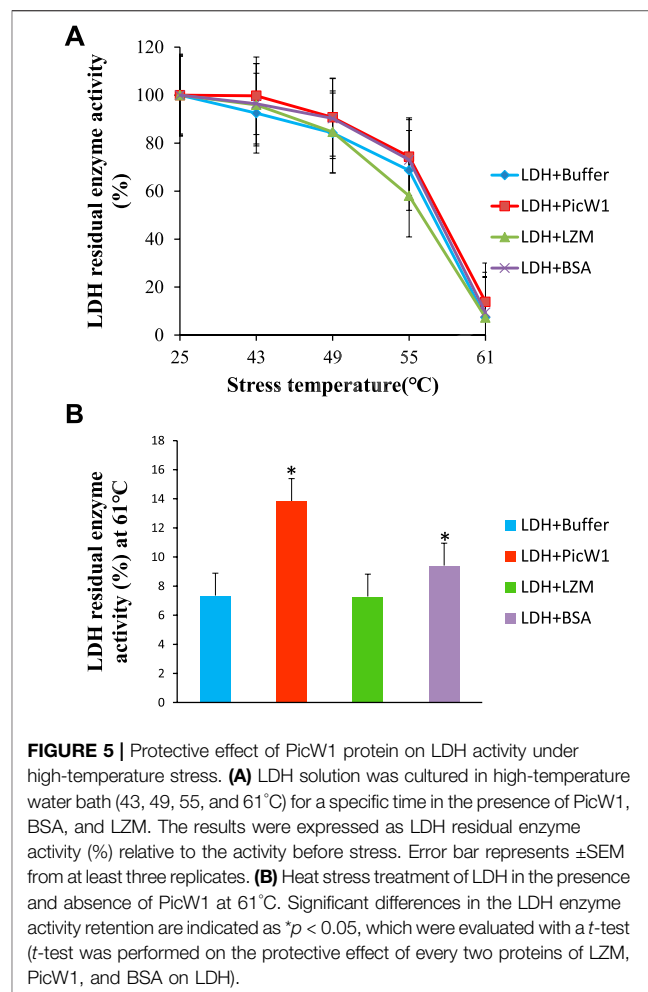 A
LDH residual enzyme activity
(%)
120
100
80
60
40
20
0
25 43 49 55 61
Stress temperature(℃)
LDH+Buffer
LDH+PicW1
LDH+LZM
LDH+BSA
B
LDH residual enzyme
activity (%) at 61℃
18
16
14
12
10
8
6
4
2
0
*
*
LDH+Buffer
LDH+PicW1
LDH+LZM
LDH+BSA
FIGURE 5 | Protective effect of PicW1 protein on LDH activity under
high-temperature stress. (A) LDH solution was cultured in high-temperature
water bath (43, 49, 55, and 61°C) for a specific time in the presence of PicW1,
BSA, and LZM. The results were expressed as LDH residual enzyme
activity (%) relative to the activity before stress. Error bar represents ±SEM
from at least three replicates. (B) Heat stress treatment of LDH in the presence
and absence of PicW1 at 61°C. Significant differences in the LDH enzyme
activity retention are indicated as *p < 0.05, which were evaluated with a t-test
(t-test was performed on the protective effect of every two proteins of LZM,
PicW1, and BSA on LDH).